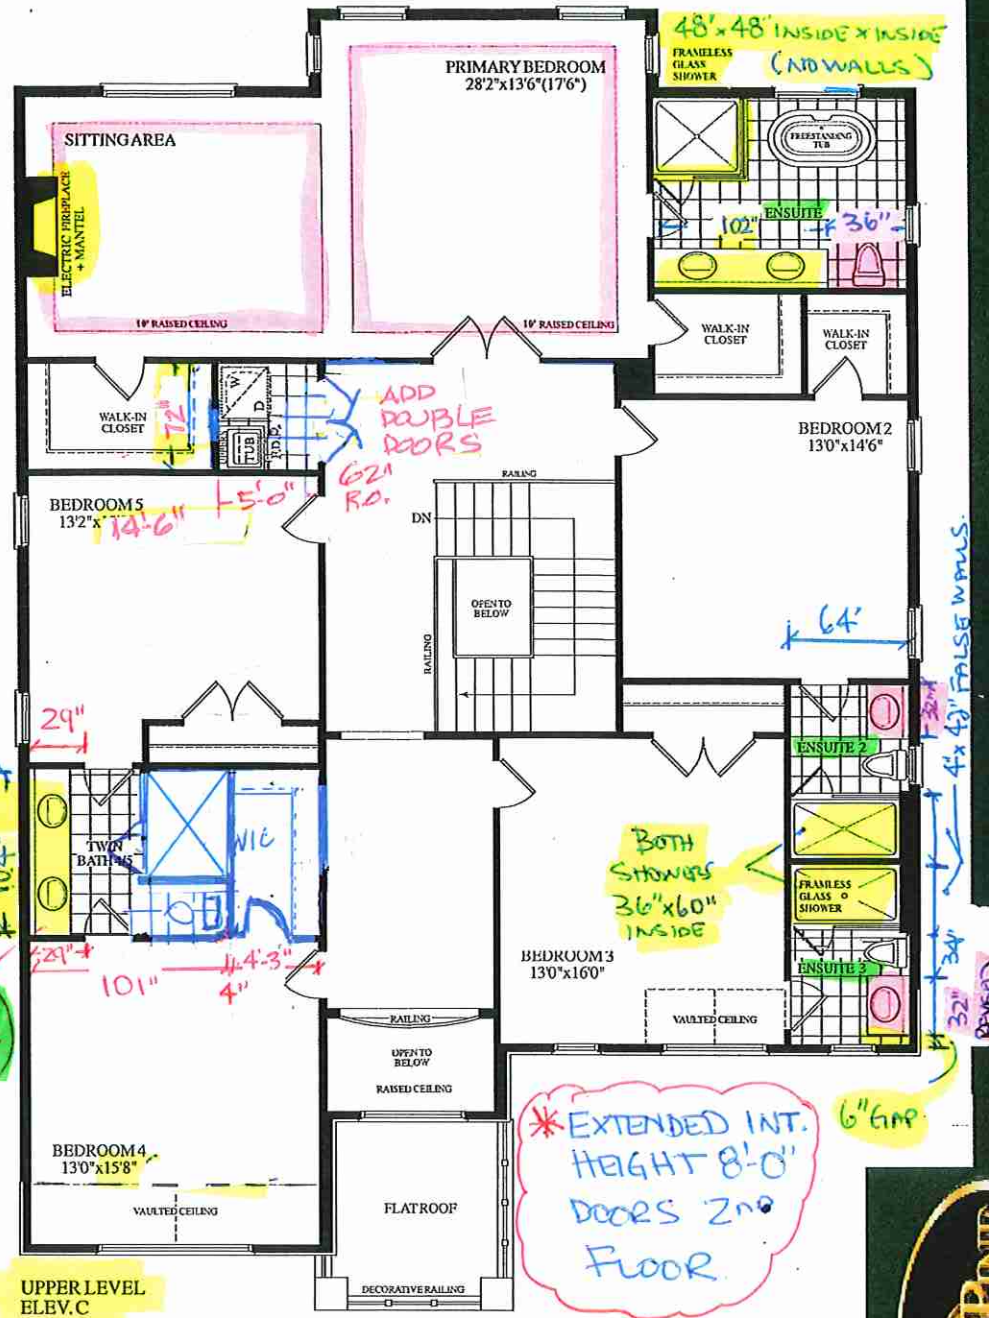 48" x 48" INSIDE X INSIDE
(NO WALLS)
FRAMELESS
GLASS
SHOWER
PRIMARY BEDROOM
28'2"x13'6"(17'6")
SITTING AREA
FREESTANDING
TUB
ELECTRIC FIREPLACE
+ MANTEL
ENSUITE
102"
36"
10' RAISED CEILING
10' RAISED CEILING
WALK-IN
CLOSET
WALK-IN
CLOSET
WALK-IN
CLOSET
72"
W
D
UPPER
TUB
F.D.
ADD
DOUBLE
DOORS
62"
R.O.
BEDROOM 2
13'0"x14'6"
RAILING
BEDROOM 5
13'2"x
14'-6"
5'-0"
DN
OPEN TO
BELOW
RAILING
64"
4'x 42" FALSE WALLS.
29"
32"
ENSUITE 2
TWIN
BATH 4/5
WIC
BOTH
SHOWERS
36"x60"
INSIDE
FRAMLESS
GLASS
SHOWER
29"
101"
4"
4'-3"
BEDROOM 3
13'0"x16'0"
ENSUITE 3
34"
32"
VAULTED CEILING
RAILING
OPEN TO
BELOW
RAISED CEILING
6" GAP
BEDROOM 4
13'0"x15'8"
VAULTED CEILING
FLAT ROOF
* EXTENDED INT.
HEIGHT 8'-0"
DOORS 2ND
FLOOR
DECORATIVE RAILING
UPPER LEVEL
ELEV. C